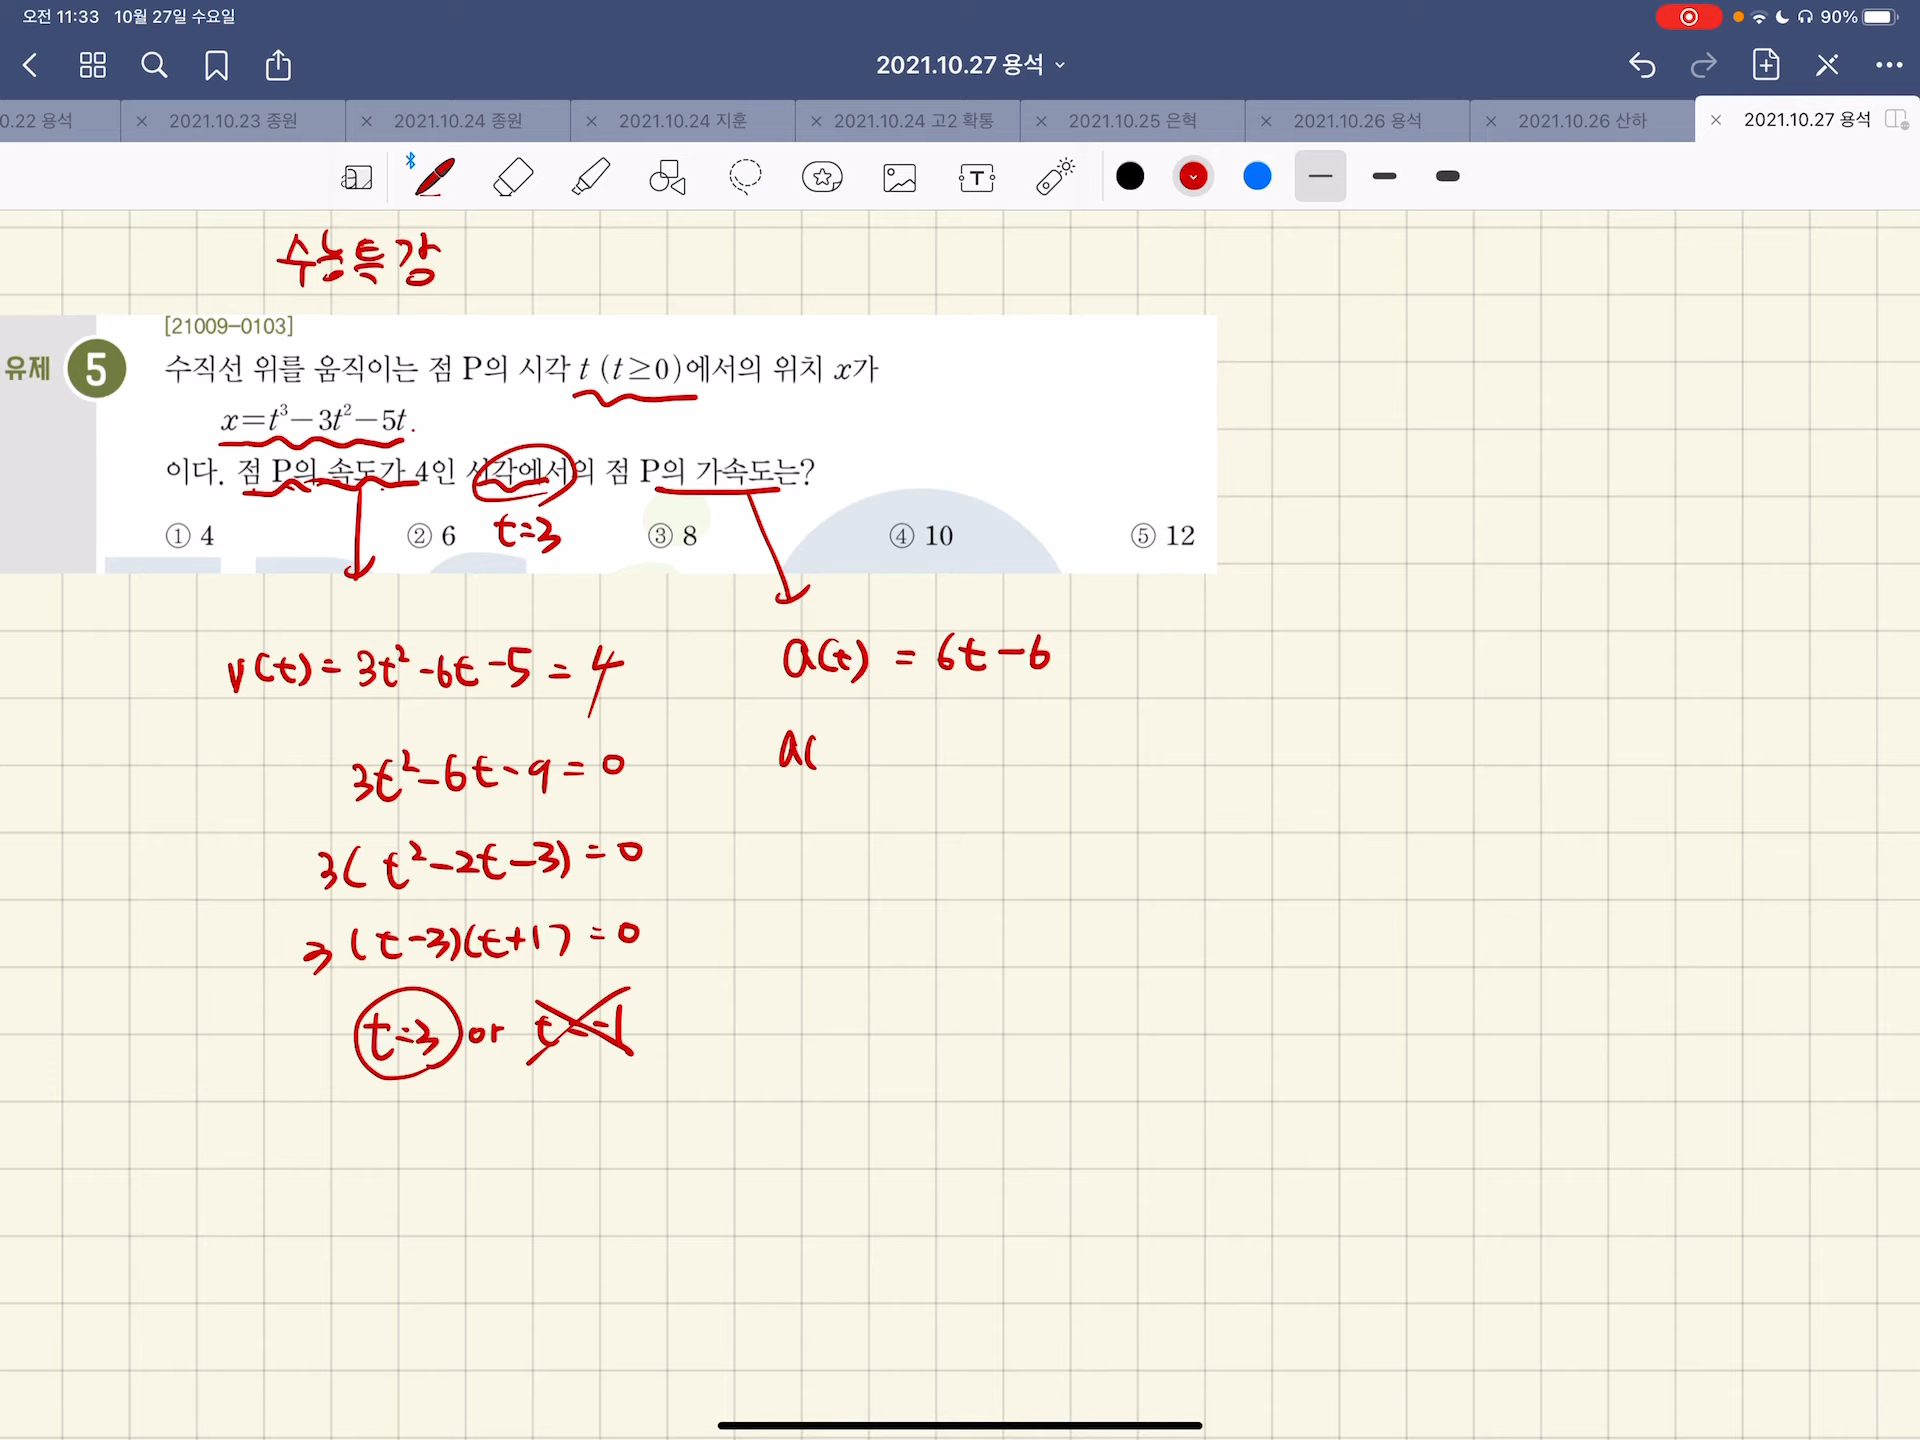 오전 11:33 10월 27일 수요일 90%
2021.10.27 용석
0.22 용석 2021.10.23 종원 2021.10.24 종원 2021.10.24 지훈 2021.10.24 고2 확통 2021.10.25 은혁 2021.10.26 용석 2021.10.26 산하 2021.10.27 용석
수능특강
[21009-0103]
유제 5 수직선 위를 움직이는 점 P의 시각 t (t≥0)에서의 위치 x가
x=t³-3t²-5t
이다. 점 P의 속도가 4인 시각에서의 점 P의 가속도는?
① 4 ② 6 ③ 8 ④ 10 ⑤ 12
t=3
v(t)= 3t²-6t-5=4
3t²-6t-9=0
3(t²-2t-3)=0
3(t-3)(t+1)=0
t=3 or t=-1
a(t) = 6t-6
a(